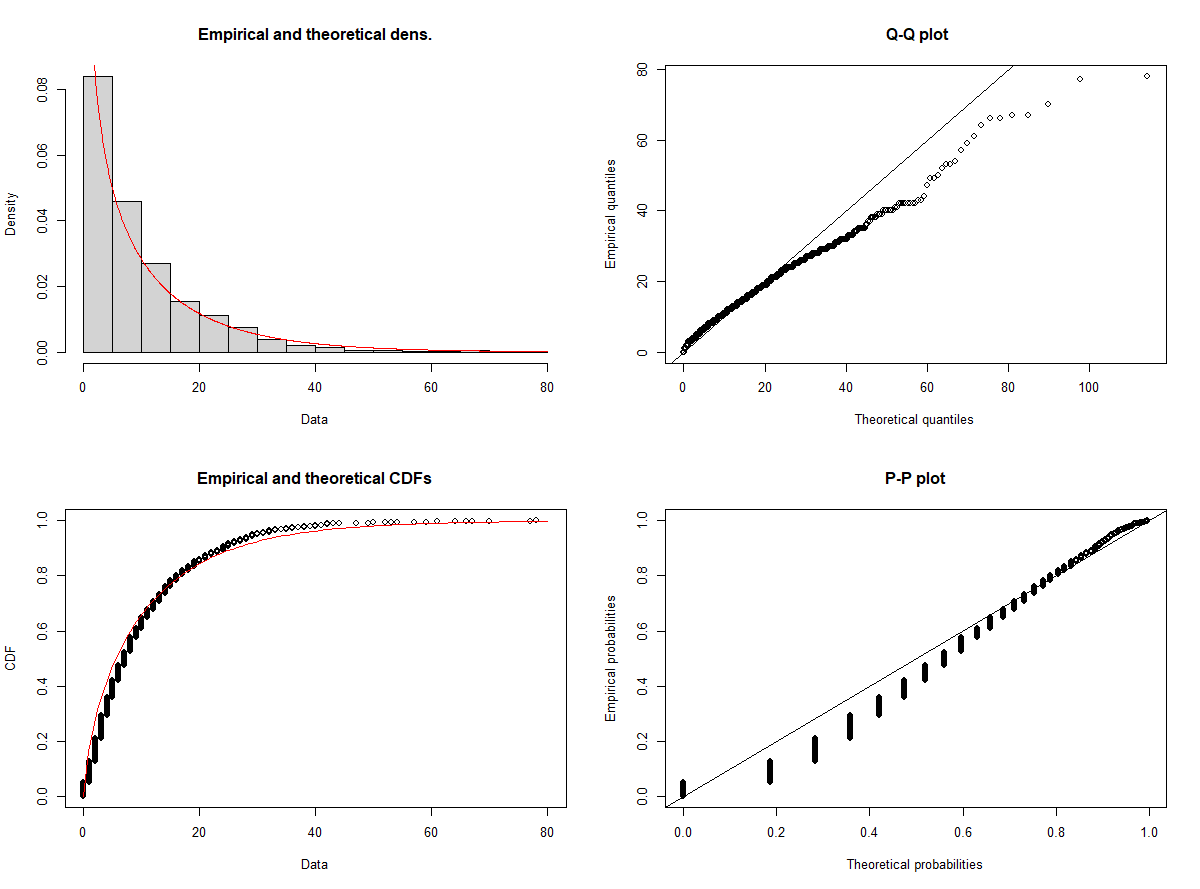 Empirical and theoretical dens.
Density
0.00 0.02 0.04 0.06 0.08
0 20 40 60 80
Data
Q-Q plot
Empirical quantiles
0 20 40 60 80
0 20 40 60 80 100
Theoretical quantiles
Empirical and theoretical CDFs
CDF
0.0 0.2 0.4 0.6 0.8 1.0
0 20 40 60 80
Data
P-P plot
Empirical probabilities
0.0 0.2 0.4 0.6 0.8 1.0
0.0 0.2 0.4 0.6 0.8 1.0
Theoretical probabilities